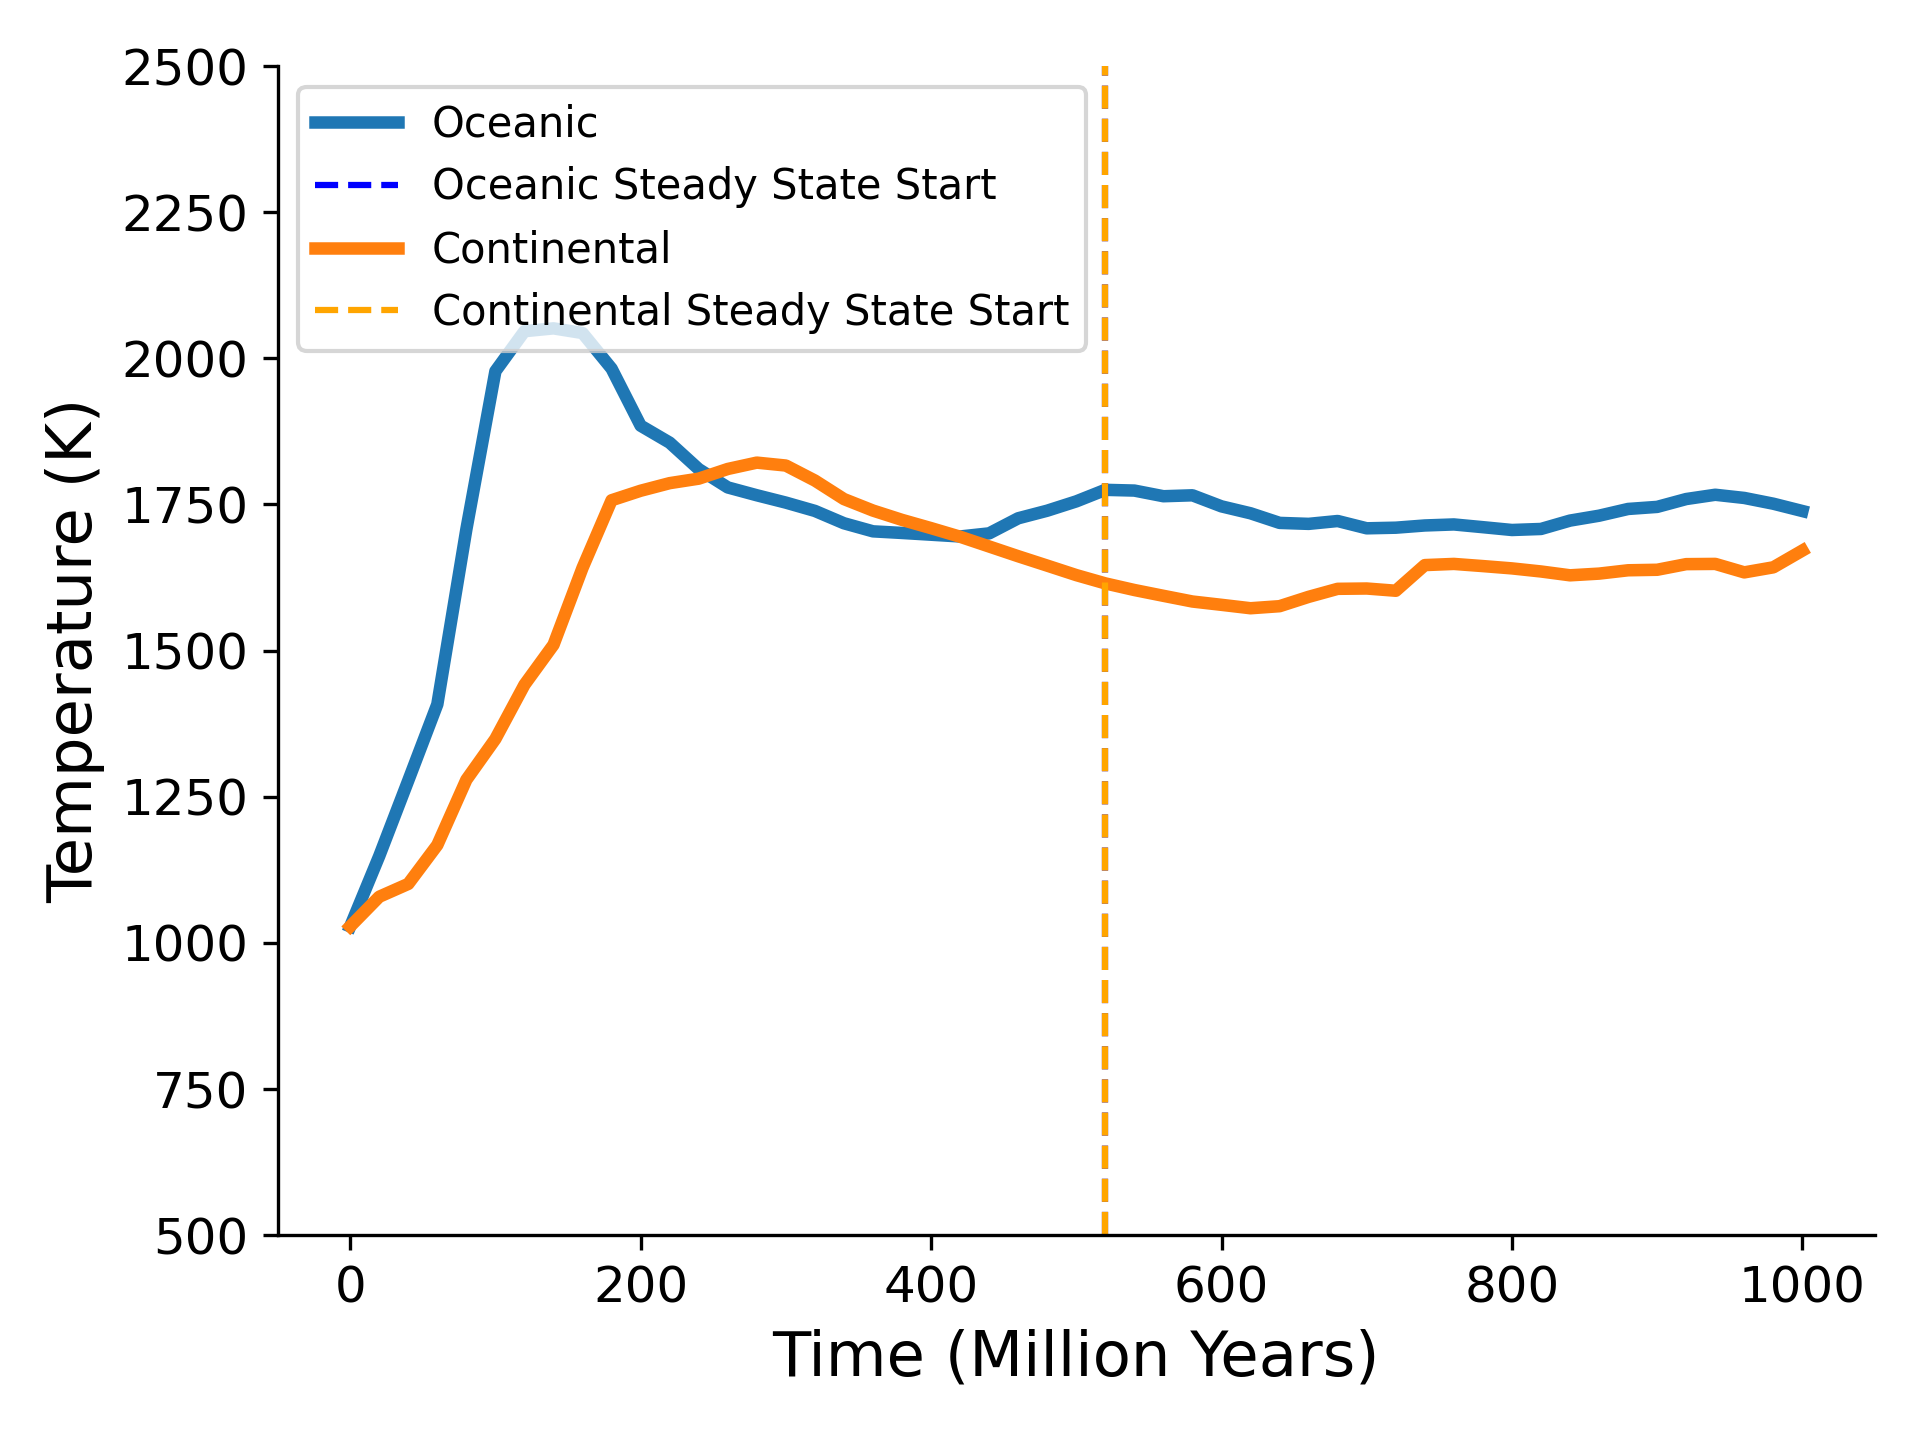 2500
2250
2000
1750
1500
1250
1000
750
500
Temperature (K)
Oceanic
Oceanic Steady State Start
Continental
Continental Steady State Start
0 200 400 600 800 1000
Time (Million Years)